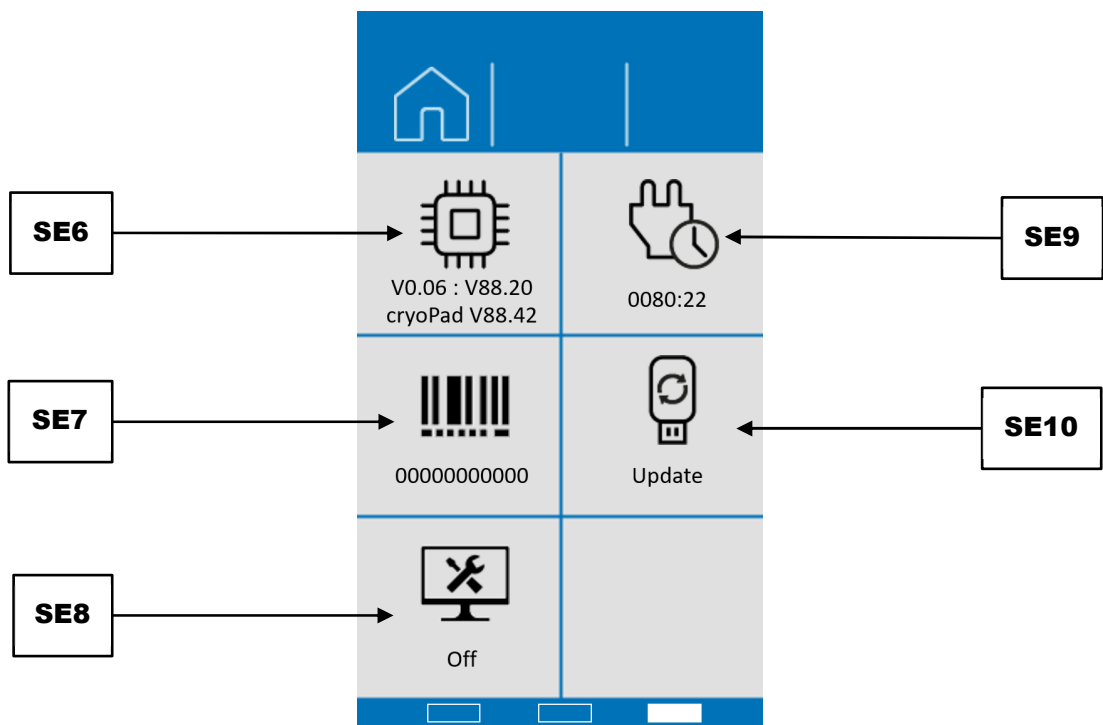 SE6
V0.06 : V88.20
cryoPad V88.42
SE9
0080:22
SE7
00000000000
SE10
Update
SE8
Off